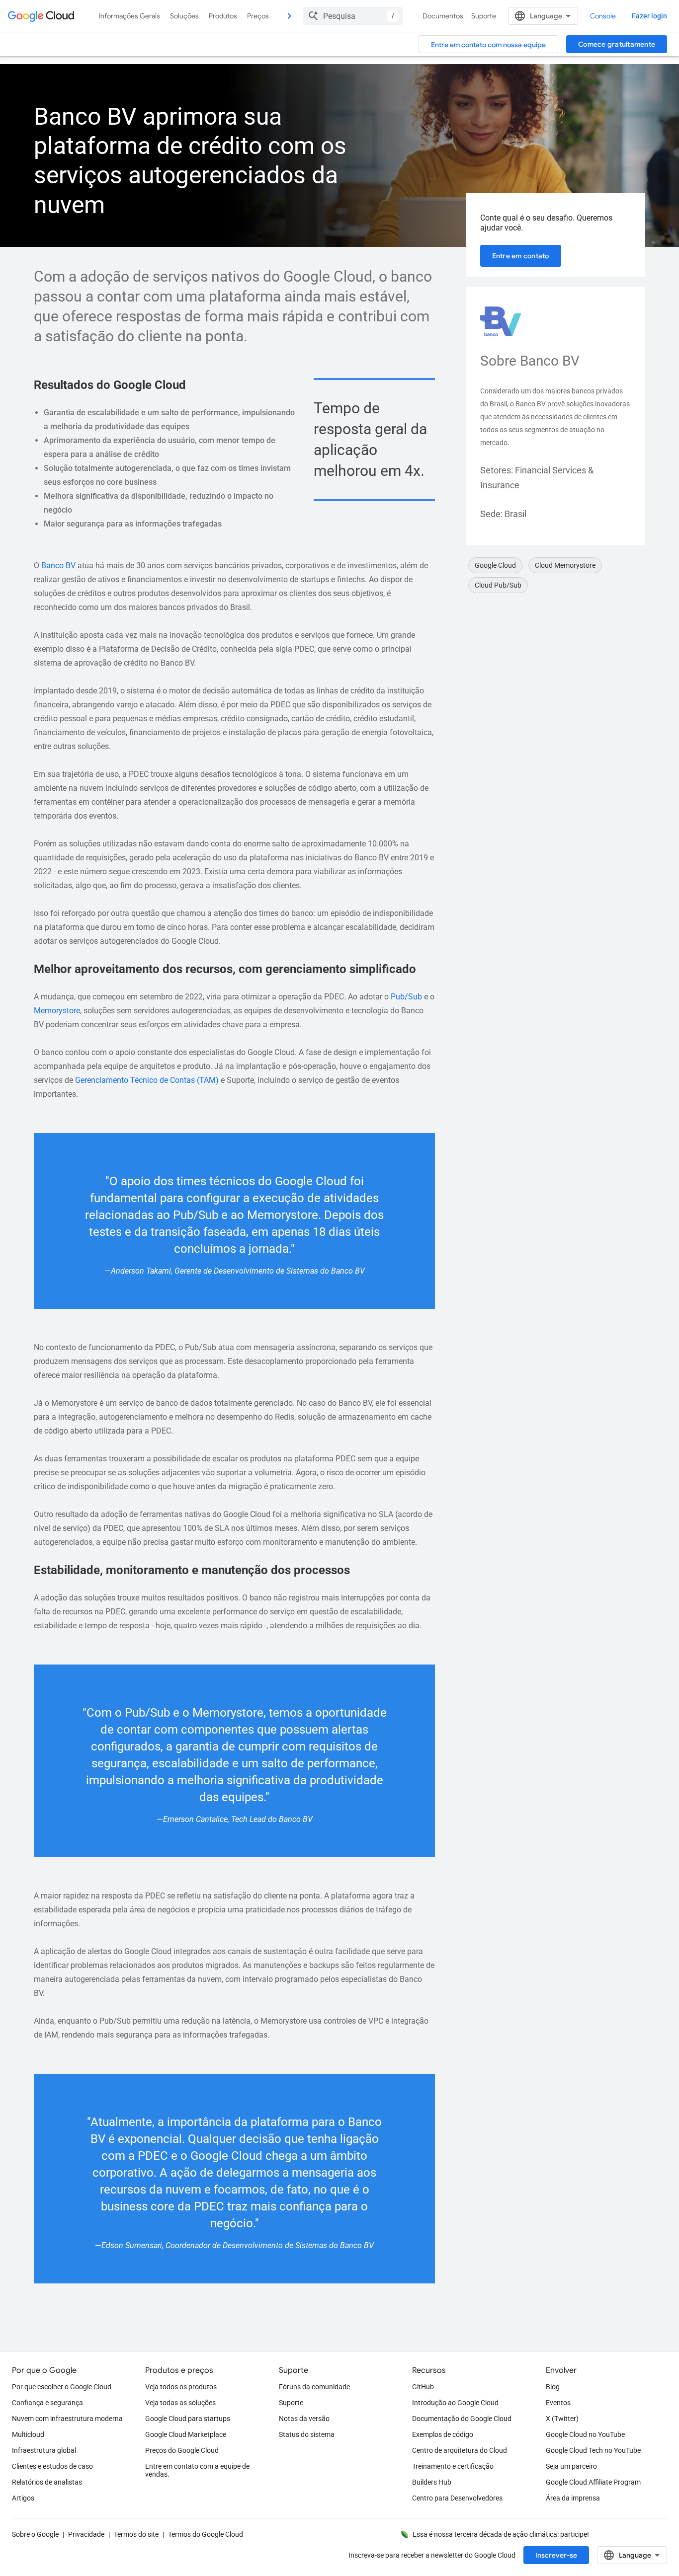 Google Cloud
Informações Gerais
Soluções
Produtos
Preços
Pesquisa
/
Documentos
Suporte
Language
Console
Fazer login
Entre em contato com nossa equipe
Comece gratuitamente
Banco BV aprimora sua
plataforma de crédito com os
serviços autogerenciados da
nuvem
Conte qual é o seu desafio. Queremos
ajudar você.
Entre em contato
Com a adoção de serviços nativos do Google Cloud, o banco
passou a contar com uma plataforma ainda mais estável,
que oferece respostas de forma mais rápida e contribui com
a satisfação do cliente na ponta.
BV
banco
Sobre Banco BV
Considerado um dos maiores bancos privados
do Brasil, o Banco BV provê soluções inovadoras
que atendem às necessidades de clientes em
todos os seus segmentos de atuação no
mercado.
Setores: Financial Services &
Insurance
Sede: Brasil
Google Cloud
Cloud Memorystore
Cloud Pub/Sub
Resultados do Google Cloud
• Garantia de escalabilidade e um salto de performance, impulsionando
a melhoria da produtividade das equipes
• Aprimoramento da experiência do usuário, com menor tempo de
espera para a análise de crédito
• Solução totalmente autogerenciada, o que faz com os times invistam
seus esforços no core business
• Melhora significativa da disponibilidade, reduzindo o impacto no
negócio
• Maior segurança para as informações trafegadas
Tempo de
resposta geral da
aplicação
melhorou em 4x.
O Banco BV atua há mais de 30 anos com serviços bancários privados, corporativos e de investimentos, além de
realizar gestão de ativos e financiamentos e investir no desenvolvimento de startups e fintechs. Ao dispor de
soluções de créditos e outros produtos desenvolvidos para aproximar os clientes dos seus objetivos, é
reconhecido como um dos maiores bancos privados do Brasil.
A instituição aposta cada vez mais na inovação tecnológica dos produtos e serviços que fornece. Um grande
exemplo disso é a Plataforma de Decisão de Crédito, conhecida pela sigla PDEC, que serve como o principal
sistema de aprovação de crédito no Banco BV.
Implantado desde 2019, o sistema é o motor de decisão automática de todas as linhas de crédito da instituição
financeira, abrangendo varejo e atacado. Além disso, é por meio da PDEC que são disponibilizados os serviços de
crédito pessoal e para pequenas e médias empresas, crédito consignado, cartão de crédito, crédito estudantil,
financiamento de veículos, financiamento de projetos e instalação de placas para geração de energia fotovoltaica,
entre outras soluções.
Em sua trajetória de uso, a PDEC trouxe alguns desafios tecnológicos à tona. O sistema funcionava em um
ambiente na nuvem incluindo serviços de diferentes provedores e soluções de código aberto, com a utilização de
ferramentas em contêiner para atender a operacionalização dos processos de mensageria e gerar a memória
temporária dos eventos.
Porém as soluções utilizadas não estavam dando conta do enorme salto de aproximadamente 10.000% na
quantidade de requisições, gerado pela aceleração do uso da plataforma nas iniciativas do Banco BV entre 2019 e
2022 - e este número segue crescendo em 2023. Existia uma certa demora para viabilizar as informações
solicitadas, algo que, ao fim do processo, gerava a insatisfação dos clientes.
Isso foi reforçado por outra questão que chamou a atenção dos times do banco: um episódio de indisponibilidade
na plataforma que durou em torno de cinco horas. Para conter esse problema e alcançar escalabilidade, decidiram
adotar os serviços autogerenciados do Google Cloud.
Melhor aproveitamento dos recursos, com gerenciamento simplificado
A mudança, que começou em setembro de 2022, viria para otimizar a operação da PDEC. Ao adotar o Pub/Sub e o
Memorystore, soluções sem servidores autogerenciadas, as equipes de desenvolvimento e tecnologia do Banco
BV poderiam concentrar seus esforços em atividades-chave para a empresa.
O banco contou com o apoio constante dos especialistas do Google Cloud. A fase de design e implementação foi
acompanhada pela equipe de arquitetos e produto. Já na implantação e pós-operação, houve o engajamento dos
serviços de Gerenciamento Técnico de Contas (TAM) e Suporte, incluindo o serviço de gestão de eventos
importantes.
"O apoio dos times técnicos do Google Cloud foi
fundamental para configurar a execução de atividades
relacionadas ao Pub/Sub e ao Memorystore. Depois dos
testes e da transição faseada, em apenas 18 dias úteis
concluímos a jornada."
—Anderson Takami, Gerente de Desenvolvimento de Sistemas do Banco BV
No contexto de funcionamento da PDEC, o Pub/Sub atua com mensageria assíncrona, separando os serviços que
produzem mensagens dos serviços que as processam. Este desacoplamento proporcionado pela ferramenta
oferece maior resiliência na operação da plataforma.
Já o Memorystore é um serviço de banco de dados totalmente gerenciado. No caso do Banco BV, ele foi essencial
para a integração, autogerenciamento e melhora no desempenho do Redis, solução de armazenamento em cache
de código aberto utilizada para a PDEC.
As duas ferramentas trouxeram a possibilidade de escalar os produtos na plataforma PDEC sem que a equipe
precise se preocupar se as soluções adjacentes vão suportar a volumetria. Agora, o risco de ocorrer um episódio
crítico de indisponibilidade como o que houve antes da migração é praticamente zero.
Outro resultado da adoção de ferramentas nativas do Google Cloud foi a melhoria significativa no SLA (acordo de
nível de serviço) da PDEC, que apresentou 100% de SLA nos últimos meses. Além disso, por serem serviços
autogerenciados, a equipe não precisa gastar muito esforço com monitoramento e manutenção do ambiente.
Estabilidade, monitoramento e manutenção dos processos
A adoção das soluções trouxe muitos resultados positivos. O banco não registrou mais interrupções por conta da
falta de recursos na PDEC, gerando uma excelente performance do serviço em questão de escalabilidade,
estabilidade e tempo de resposta - hoje, quatro vezes mais rápido -, atendendo a milhões de requisições ao dia.
"Com o Pub/Sub e o Memorystore, temos a oportunidade
de contar com componentes que possuem alertas
configurados, a garantia de cumprir com requisitos de
segurança, escalabilidade e um salto de performance,
impulsionando a melhoria significativa da produtividade
das equipes."
—Emerson Cantalice, Tech Lead do Banco BV
A maior rapidez na resposta da PDEC se refletiu na satisfação do cliente na ponta. A plataforma agora traz a
estabilidade esperada pela área de negócios e propicia uma praticidade nos processos diários de tráfego de
informações.
A aplicação de alertas do Google Cloud integrados aos canais de sustentação é outra facilidade que serve para
identificar problemas relacionados aos produtos migrados. As manutenções e backups são feitos regularmente de
maneira autogerenciada pelas ferramentas da nuvem, com intervalo programado pelos especialistas do Banco
BV.
Ainda, enquanto o Pub/Sub permitiu uma redução na latência, o Memorystore usa controles de VPC e integração
de IAM, rendendo mais segurança para as informações trafegadas.
"Atualmente, a importância da plataforma para o Banco
BV é exponencial. Qualquer decisão que tenha ligação
com a PDEC e o Google Cloud chega a um âmbito
corporativo. A ação de delegarmos a mensageria aos
recursos da nuvem e focarmos, de fato, no que é o
business core da PDEC traz mais confiança para o
negócio."
—Edson Sumensari, Coordenador de Desenvolvimento de Sistemas do Banco BV
Por que o Google
Por que escolher o Google Cloud
Confiança e segurança
Nuvem com infraestrutura moderna
Multicloud
Infraestrutura global
Clientes e estudos de caso
Relatórios de analistas
Artigos
Produtos e preços
Veja todos os produtos
Veja todas as soluções
Google Cloud para startups
Google Cloud Marketplace
Preços do Google Cloud
Entre em contato com a equipe de
vendas.
Suporte
Fóruns da comunidade
Suporte
Notas da versão
Status do sistema
Recursos
GitHub
Introdução ao Google Cloud
Documentação do Google Cloud
Exemplos de código
Centro de arquitetura do Cloud
Treinamento e certificação
Builders Hub
Centro para Desenvolvedores
Envolver
Blog
Eventos
X (Twitter)
Google Cloud no YouTube
Google Cloud Tech no YouTube
Seja um parceiro
Google Cloud Affiliate Program
Área da imprensa
Sobre o Google | Privacidade | Termos do site | Termos do Google Cloud
Essa é nossa terceira década de ação climática: participe!
Inscreva-se para receber a newsletter do Google Cloud
Inscrever-se
Language